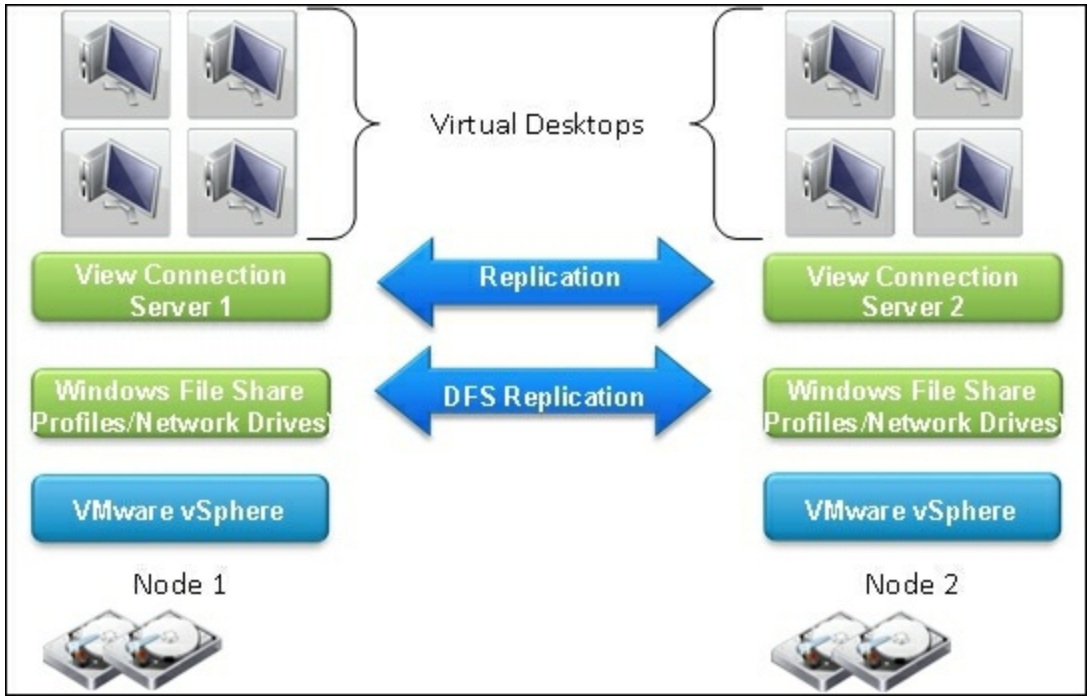 Virtual Desktops
View Connection
Server 1
Replication
View Connection
Server 2
Windows File Share
Profiles/Network Drives)
DFS Replication
Windows File Share
Profiles/Network Drives)
VMware vSphere
VMware vSphere
Node 1
Node 2